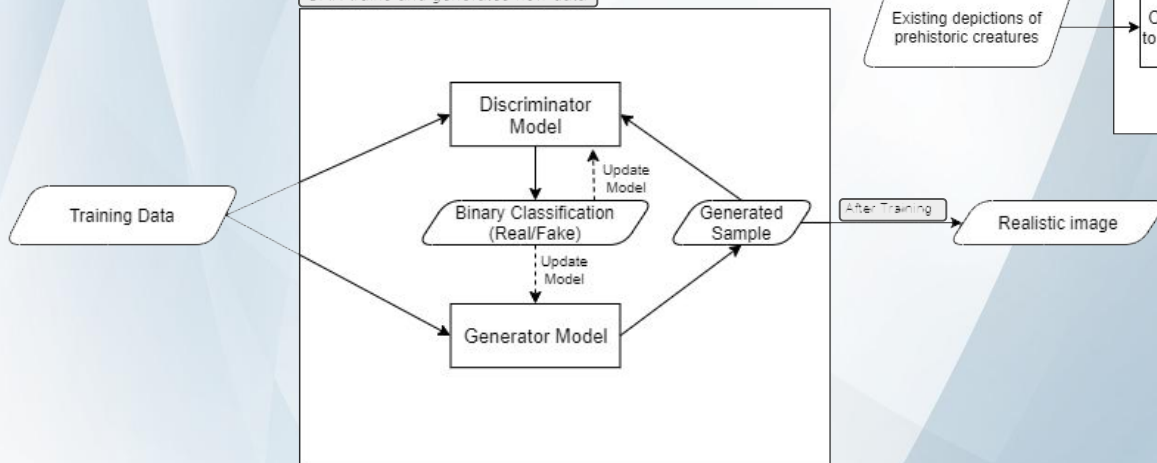 Existing depictions of
prehistoric creatures
Discriminator
Model
Update
Model
Training Data
Binary Classification
(Real/Fake)
Generated
Sample
After Training
Realistic image
Update
Model
Generator Model